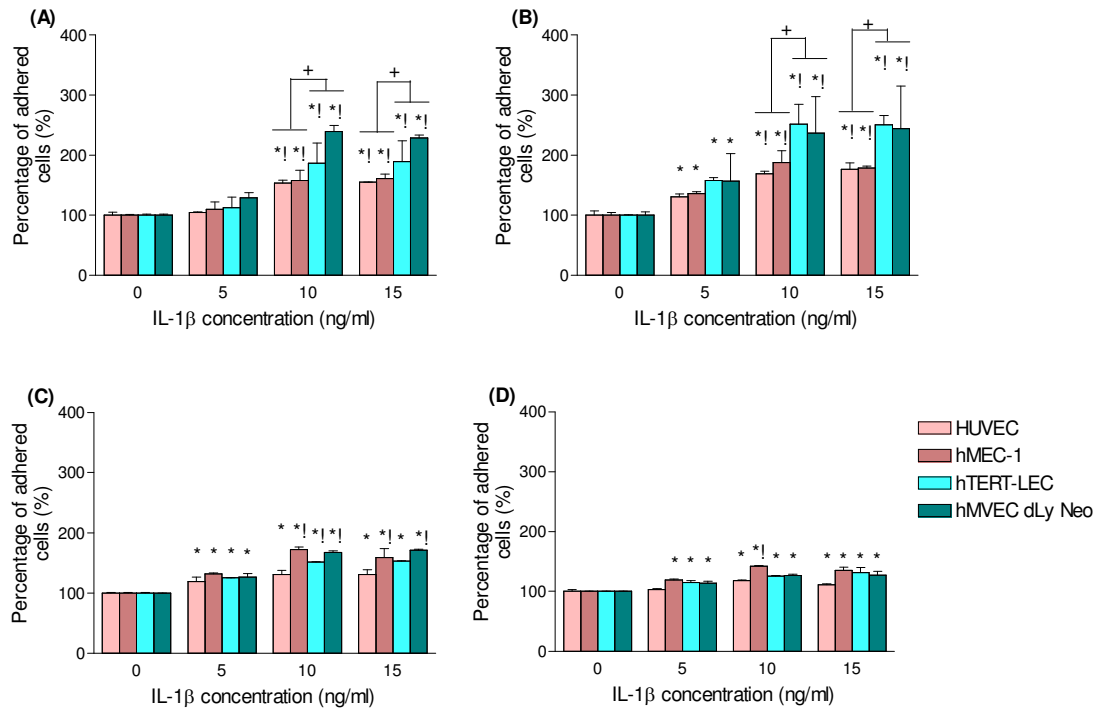 (A)
400
300
200
100
0
Percentage of adhered
cells (%)
+
+
*! *! *! *!
*! *! *! *!
0 5 10 15
IL-1β concentration (ng/ml)
(B)
400
300
200
100
0
Percentage of adhered
cells (%)
+
+
* * * *
*! *! *! *!
*! *! *! *!
0 5 10 15
IL-1β concentration (ng/ml)
(C)
400
300
200
100
0
Percentage of adhered
cells (%)
* * * *
* *! *! *!
* *! * *!
0 5 10 15
IL-1β concentration (ng/ml)
(D)
400
300
200
100
0
Percentage of adhered
cells (%)
* * *
* *! * *
* * * *
0 5 10 15
IL-1β concentration (ng/ml)
HUVEC
hMEC-1
hTERT-LEC
hMVEC dLy Neo